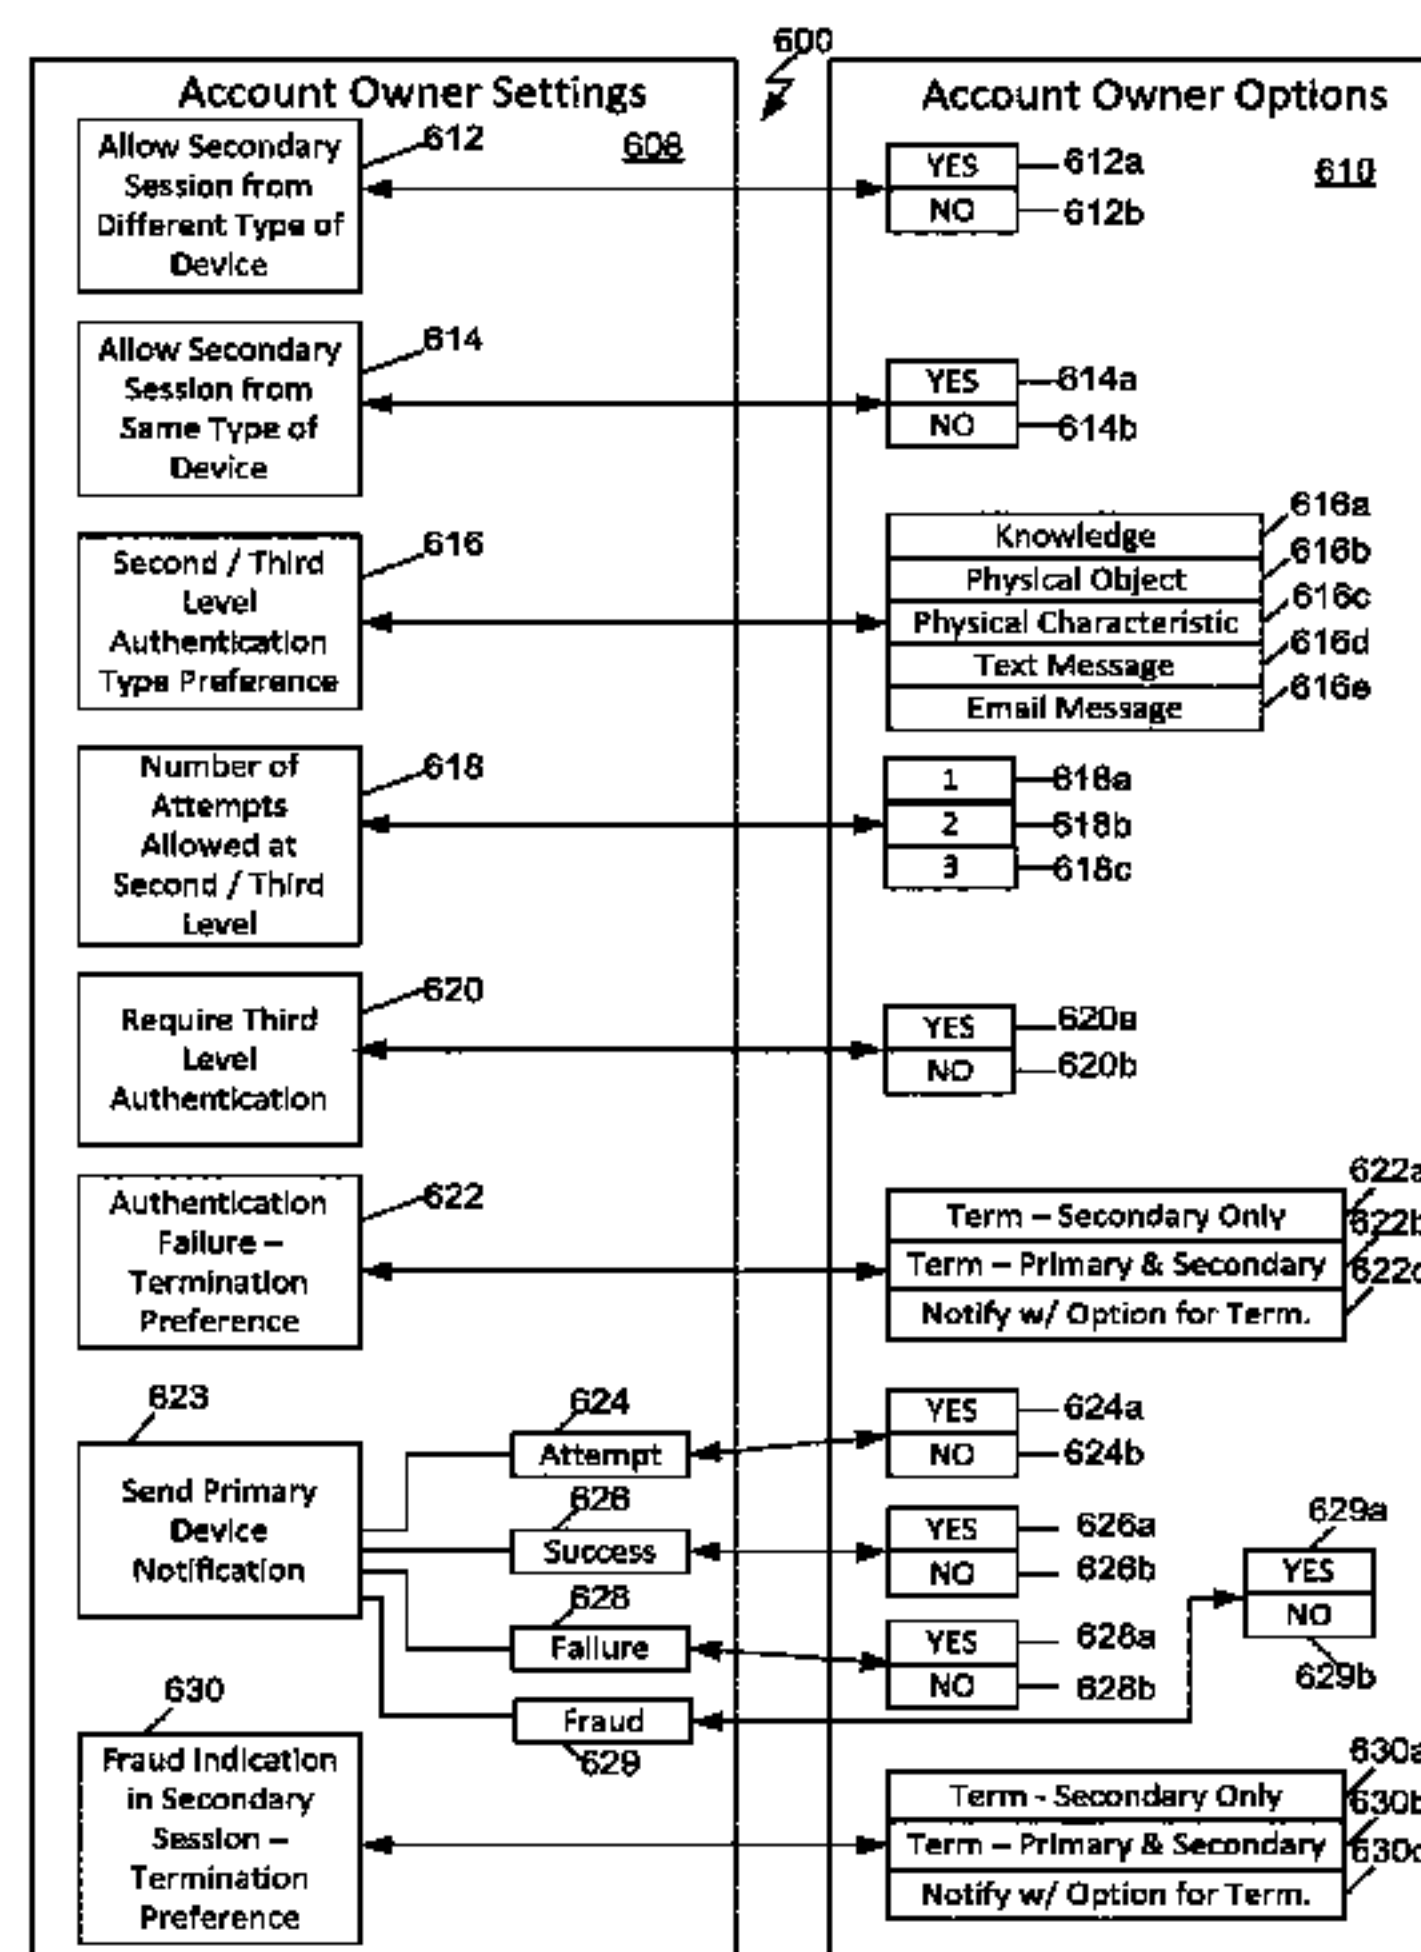 600
Account Owner Settings
608
Allow Secondary
Session from
Different Type of
Device
612
Account Owner Options
610
YES
612a
NO
612b
Allow Secondary
Session from
Same Type of
Device
614
YES
614a
NO
614b
Second / Third
Level
Authentication
Type Preference
616
Knowledge
616a
Physical Object
616b
Physical Characteristic
616c
Text Message
616d
Email Message
616e
Number of
Attempts
Allowed at
Second / Third
Level
618
1
618a
2
618b
3
618c
Require Third
Level
Authentication
620
YES
620a
NO
620b
Authentication
Failure –
Termination
Preference
622
Term – Secondary Only
622a
Term – Primary & Secondary
622b
Notify w/ Option for Term.
622c
623
Send Primary
Device
Notification
624
Attempt
YES
624a
NO
624b
626
Success
YES
626a
NO
626b
628
Failure
YES
628a
NO
628b
Fraud
629
629a
YES
NO
629b
630
Fraud Indication
in Secondary
Session –
Termination
Preference
Term - Secondary Only
630a
Term – Primary & Secondary
630b
Notify w/ Option for Term.
630c